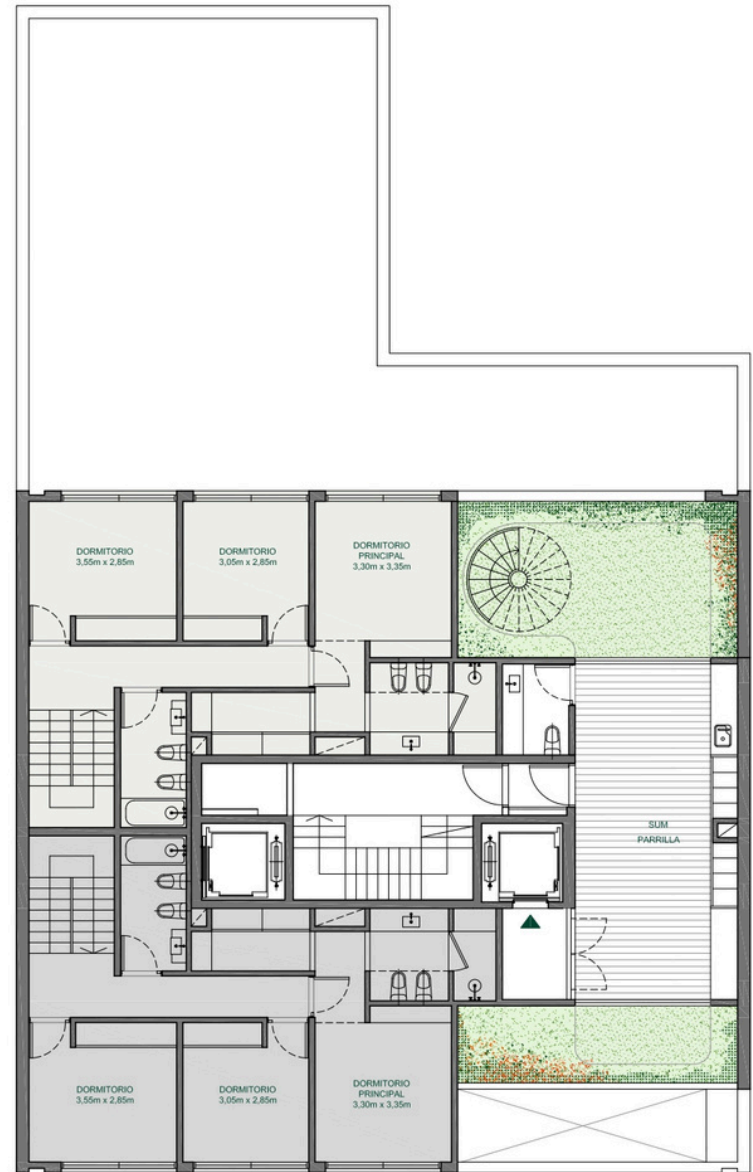 DORMITORIO
3,55m x 2,85m
DORMITORIO
3,05m x 2,85m
DORMITORIO
PRINCIPAL
3,30m x 3,35m
SUM
PARRILLA
DORMITORIO
3,55m x 2,85m
DORMITORIO
3,05m x 2,85m
DORMITORIO
PRINCIPAL
3,30m x 3,35m